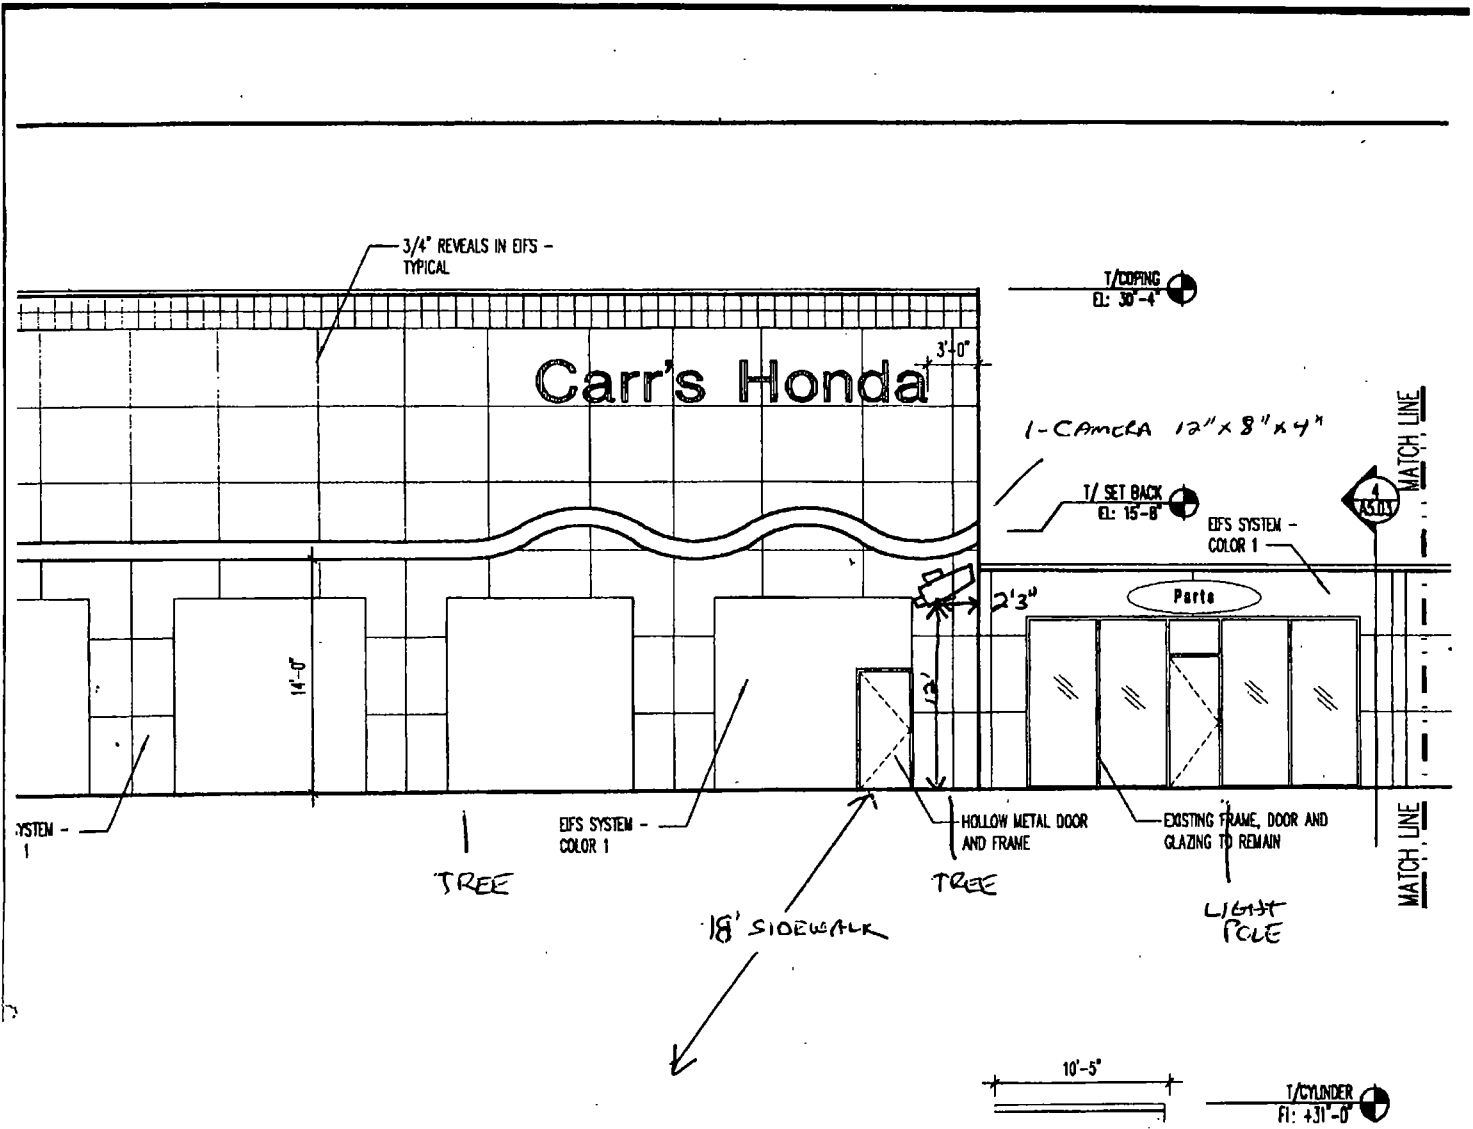 3/4" REVEALS IN EIFS -
TYPICAL
T/COPING
EL: 30'-4"
3'-0"
Carr's Honda
1-CAMERA 12" x 8" x 4"
MATCH LINE
T/ SET BACK
EL: 15'-8"
4
A5.03
EIFS SYSTEM -
COLOR 1
Parts
2'3"
14'-0"
12'
YSTEM -
1
EIFS SYSTEM -
COLOR 1
HOLLOW METAL DOOR
AND FRAME
EXISTING FRAME, DOOR AND
GLAZING TO REMAIN
MATCH LINE
TREE
TREE
18' SIDEWALK
LIGHT
POLE
10'-5"
T/CYLINDER
El: +31'-0"